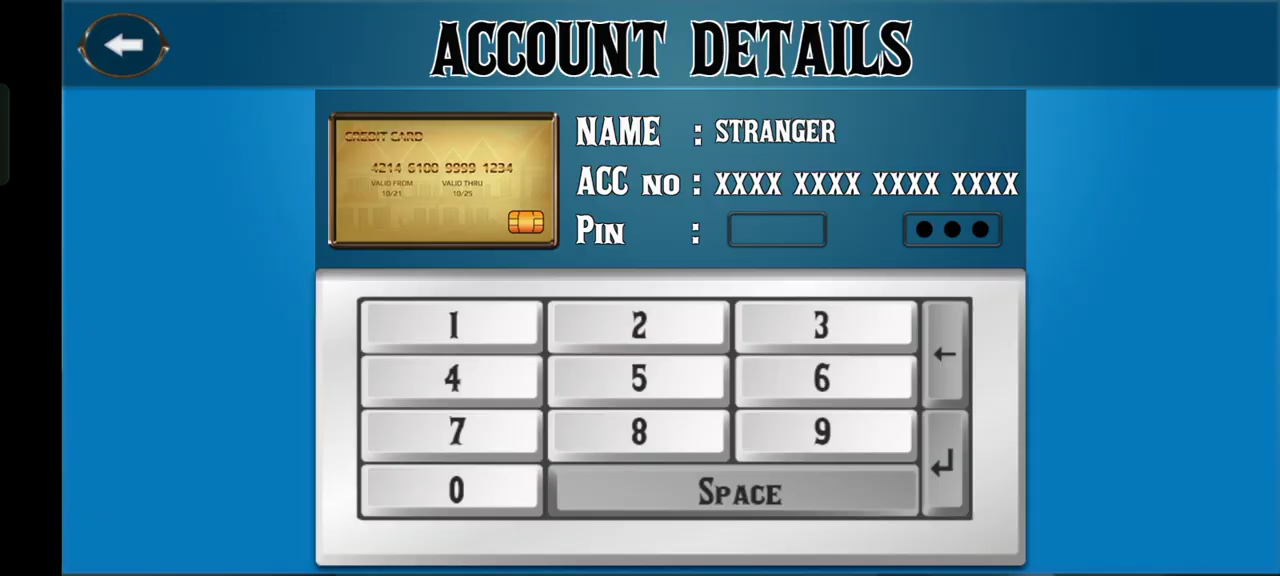 ACCOUNT DETAILS
CREDIT CARD
4214 6100 9999 1234
VALID FROM VALID THRU
10/21 10/25
NAME : STRANGER
ACC NO : XXXX XXXX XXXX XXXX
PIN :
1 2 3
←
4 5 6
7 8 9
↵
0 SPACE